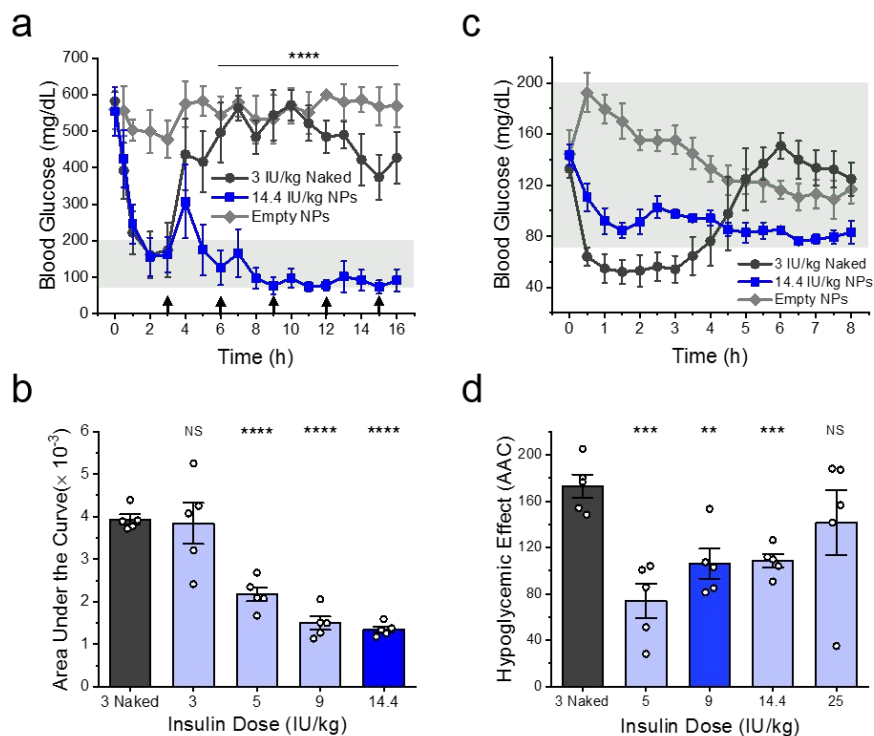 a
****
700
600
500
400
300
200
100
0
Blood Glucose (mg/dL)
3 IU/kg Naked
14.4 IU/kg NPs
Empty NPs
0 2 4 6 8 10 12 14 16
Time (h)
c
200
160
120
80
40
Blood Glucose (mg/dL)
3 IU/kg Naked
14.4 IU/kg NPs
Empty NPs
0 1 2 3 4 5 6 7 8
Time (h)
b
6
5
4
3
2
1
0
Area Under the Curve(× 10⁻³)
NS **** **** ****
3 Naked 3 5 9 14.4
Insulin Dose (IU/kg)
d
200
160
120
80
40
0
Hypoglycemic Effect (AAC)
*** ** *** NS
3 Naked 5 9 14.4 25
Insulin Dose (IU/kg)